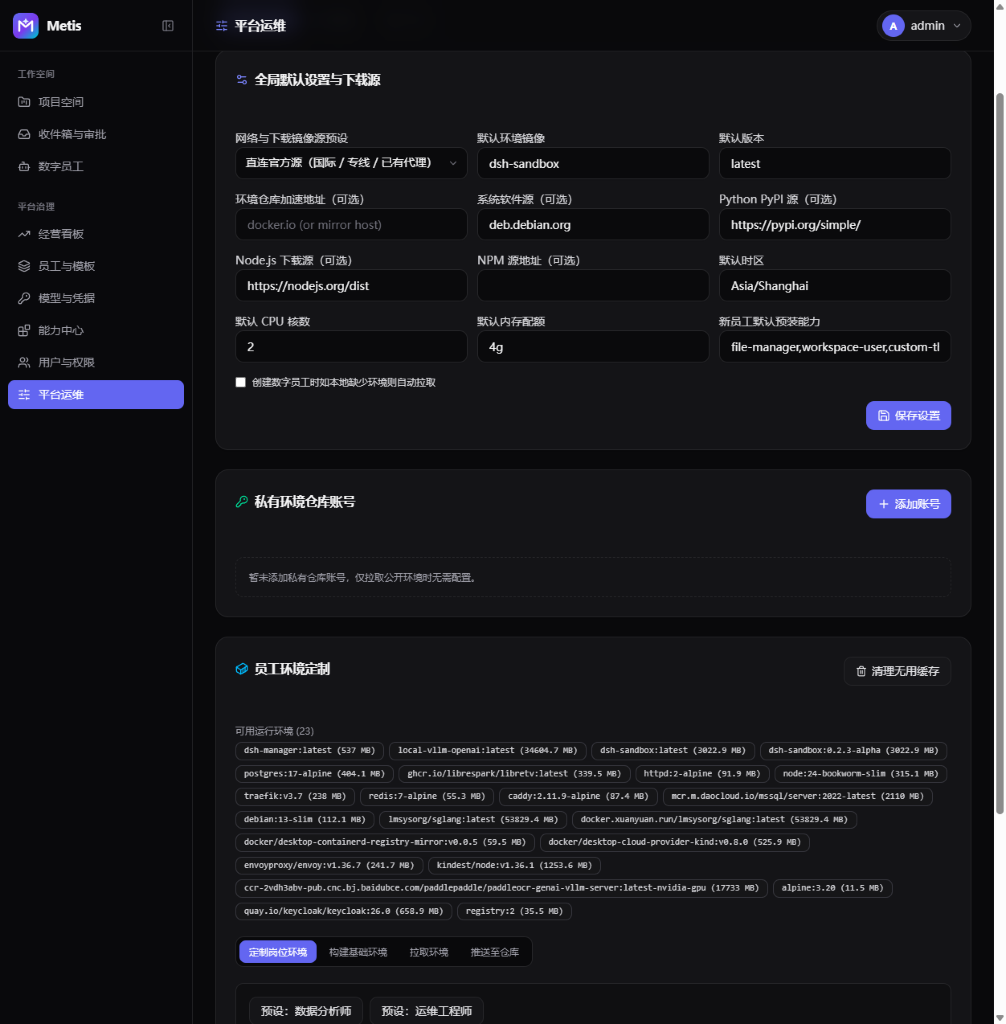 Metis
平台运维
A admin
工作空间
项目空间
收件箱与审批
数字员工
平台治理
经营看板
员工与模板
模型与凭据
能力中心
用户与权限
平台运维
全局默认设置与下载源
网络与下载镜像源预设
默认环境镜像
默认版本
直连官方源（国际 / 专线 / 已有代理）
dsh-sandbox
latest
环境仓库加速地址（可选）
系统软件源（可选）
Python PyPI 源（可选）
docker.io (or mirror host)
deb.debian.org
https://pypi.org/simple/
Node.js 下载源（可选）
NPM 源地址（可选）
默认时区
https://nodejs.org/dist
Asia/Shanghai
默认 CPU 核数
默认内存配额
新员工默认预装能力
2
4g
file-manager,workspace-user,custom-tl
创建数字员工时如本地缺少环境则自动拉取
保存设置
私有环境仓库账号
添加账号
暂未添加私有仓库账号，仅拉取公开环境时无需配置。
员工环境定制
清理无用缓存
可用运行环境 (23)
dsh-manager:latest (537 MB)
local-vllm-openai:latest (34604.7 MB)
dsh-sandbox:latest (3022.9 MB)
dsh-sandbox:0.2.3-alpha (3022.9 MB)
postgres:17-alpine (404.1 MB)
ghcr.io/librespark/libretv:latest (339.5 MB)
httpd:2-alpine (91.9 MB)
node:24-bookworm-slim (315.1 MB)
traefik:v3.7 (238 MB)
redis:7-alpine (55.3 MB)
caddy:2.11.9-alpine (87.4 MB)
mcr.m.daocloud.io/mssql/server:2022-latest (2110 MB)
debian:13-slim (112.1 MB)
lmsysorg/sglang:latest (53829.4 MB)
docker.xuanyuan.run/lmsysorg/sglang:latest (53829.4 MB)
docker/desktop-containerd-registry-mirror:v0.0.5 (59.5 MB)
docker/desktop-cloud-provider-kind:v0.8.0 (525.9 MB)
envoyproxy/envoy:v1.36.7 (241.7 MB)
kindest/node:v1.36.1 (1253.6 MB)
ccr-2vdh3abv-pub.cnc.bj.baidubce.com/paddlepaddle/paddleocr-genai-vllm-server:latest-nvidia-gpu (17733 MB)
alpine:3.20 (11.5 MB)
quay.io/keycloak/keycloak:26.0 (658.9 MB)
registry:2 (35.5 MB)
定制岗位环境
构建基础环境
拉取环境
推送至仓库
预设：数据分析师
预设：运维工程师